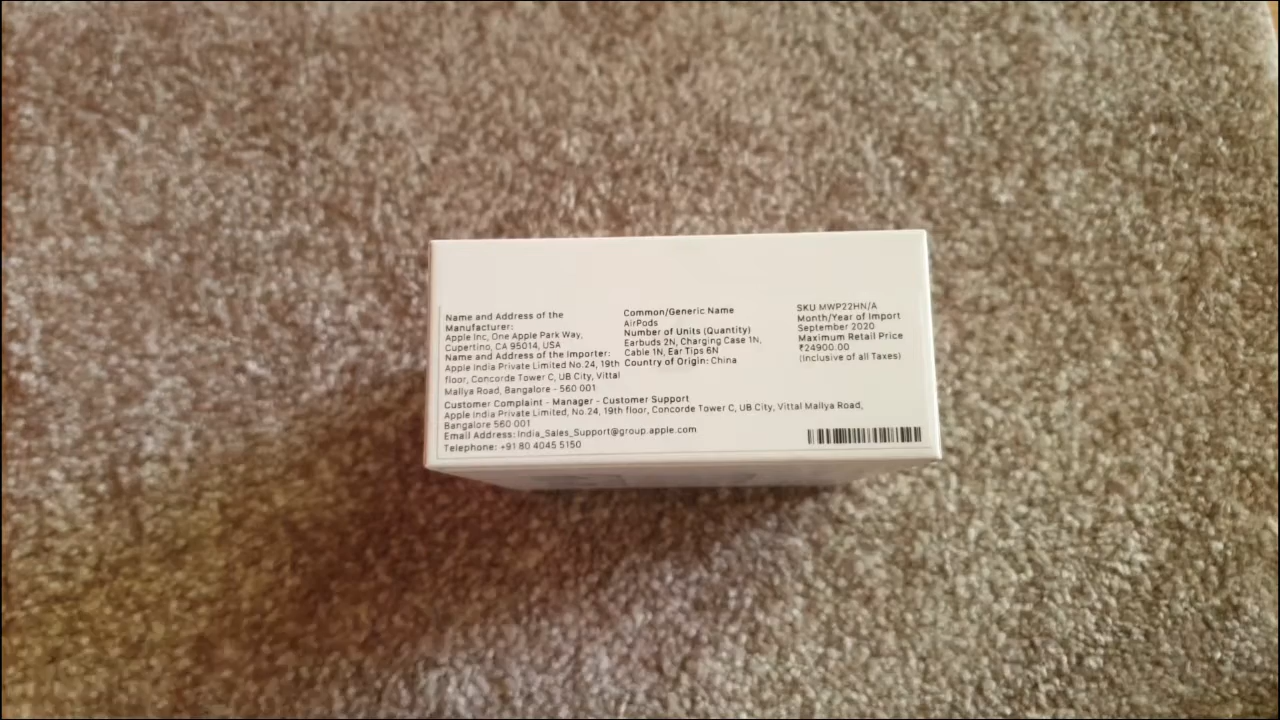 Name and Address of the
Manufacturer:
Apple Inc, One Apple Park Way,
Cupertino, CA 95014, USA
Name and Address of the Importer:
Apple India Private Limited No.24, 19th
floor, Concorde Tower C, UB City, Vittal
Mallya Road, Bangalore - 560 001
Common/Generic Name
AirPods
Number of Units (Quantity)
Earbuds 2N, Charging Case 1N,
Cable 1N, Ear Tips 6N
Country of Origin: China
SKU MWP22HN/A
Month/Year of Import
September 2020
Maximum Retail Price
₹24900.00
(Inclusive of all Taxes)
Customer Complaint - Manager - Customer Support
Apple India Private Limited, No.24, 19th floor, Concorde Tower C, UB City, Vittal Mallya Road,
Bangalore 560 001
Email Address: India_Sales_Support@group.apple.com
Telephone: +91 80 4045 5150